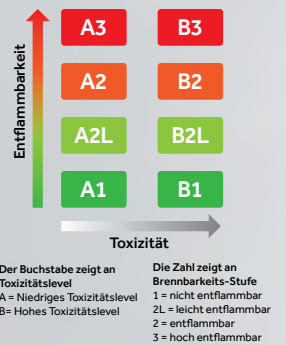 Entflammbarkeit
A3 B3
A2 B2
A2L B2L
A1 B1
Toxizität
Der Buchstabe zeigt an
Toxizitätslevel
A = Niedriges Toxizitätslevel
B= Hohes Toxizitätslevel
Die Zahl zeigt an
Brennbarkeits-Stufe
1 = nicht entflammbar
2L = leicht entflammbar
2 = entflammbar
3 = hoch entflammbar